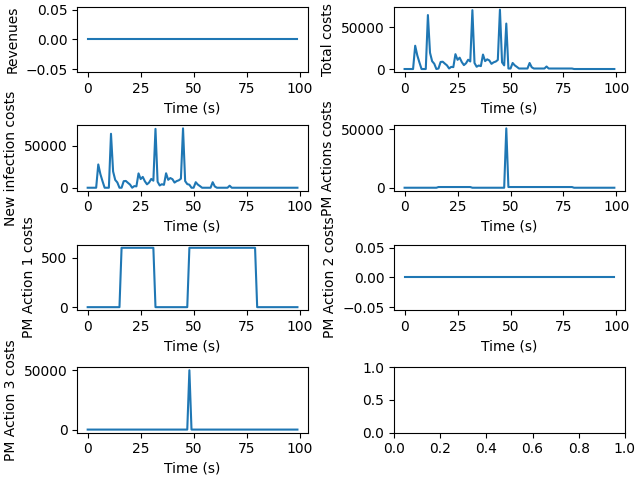 Revenues
0.05
0.00
−0.05
0 25 50 75 100
Time (s)
Total costs
50000
0
0 25 50 75 100
Time (s)
New infection costs
50000
0
0 25 50 75 100
Time (s)
PM Actions costs
50000
0
0 25 50 75 100
Time (s)
PM Action 1 costs
500
0
0 25 50 75 100
Time (s)
PM Action 2 costs
0.05
0.00
−0.05
0 25 50 75 100
Time (s)
PM Action 3 costs
50000
0
0 25 50 75 100
Time (s)
1.0
0.5
0.0
0.0 0.2 0.4 0.6 0.8 1.0